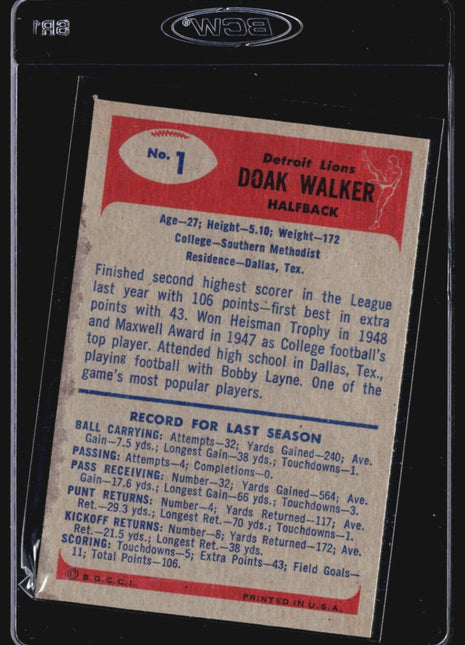 SR1
BCW®
No. 1
Detroit Lions
DOAK WALKER
HALFBACK
Age—27; Height—5.10; Weight—172
College—Southern Methodist
Residence—Dallas, Tex.
Finished second highest scorer in the League
last year with 106 points—first best in extra
points with 43. Won Heisman Trophy in 1948
and Maxwell Award in 1947 as College football's
top player. Attended high school in Dallas, Tex.,
playing football with Bobby Layne. One of the
game's most popular players.
RECORD FOR LAST SEASON
BALL CARRYING: Attempts—32; Yards Gained—240; Ave.
Gain—7.5 yds.; Longest Gain—38 yds.; Touchdowns—1.
PASSING: Attempts—4; Completions—0.
PASS RECEIVING: Number—32; Yards Gained—564; Ave.
Gain—17.6 yds.; Longest Gain—66 yds.; Touchdowns—3.
PUNT RETURNS: Number—4; Yards Returned—117; Ave.
Ret.—29.3 yds.; Longest Ret.—70 yds.; Touchdowns—1.
KICKOFF RETURNS: Number—8; Yards Returned—172; Ave.
Ret.—21.5 yds.; Longest Ret.—38 yds.
SCORING: Touchdowns—5; Extra Points—43; Field Goals—
11; Total Points—106.
© B.G.C.C.I. PRINTED IN U.S.A.